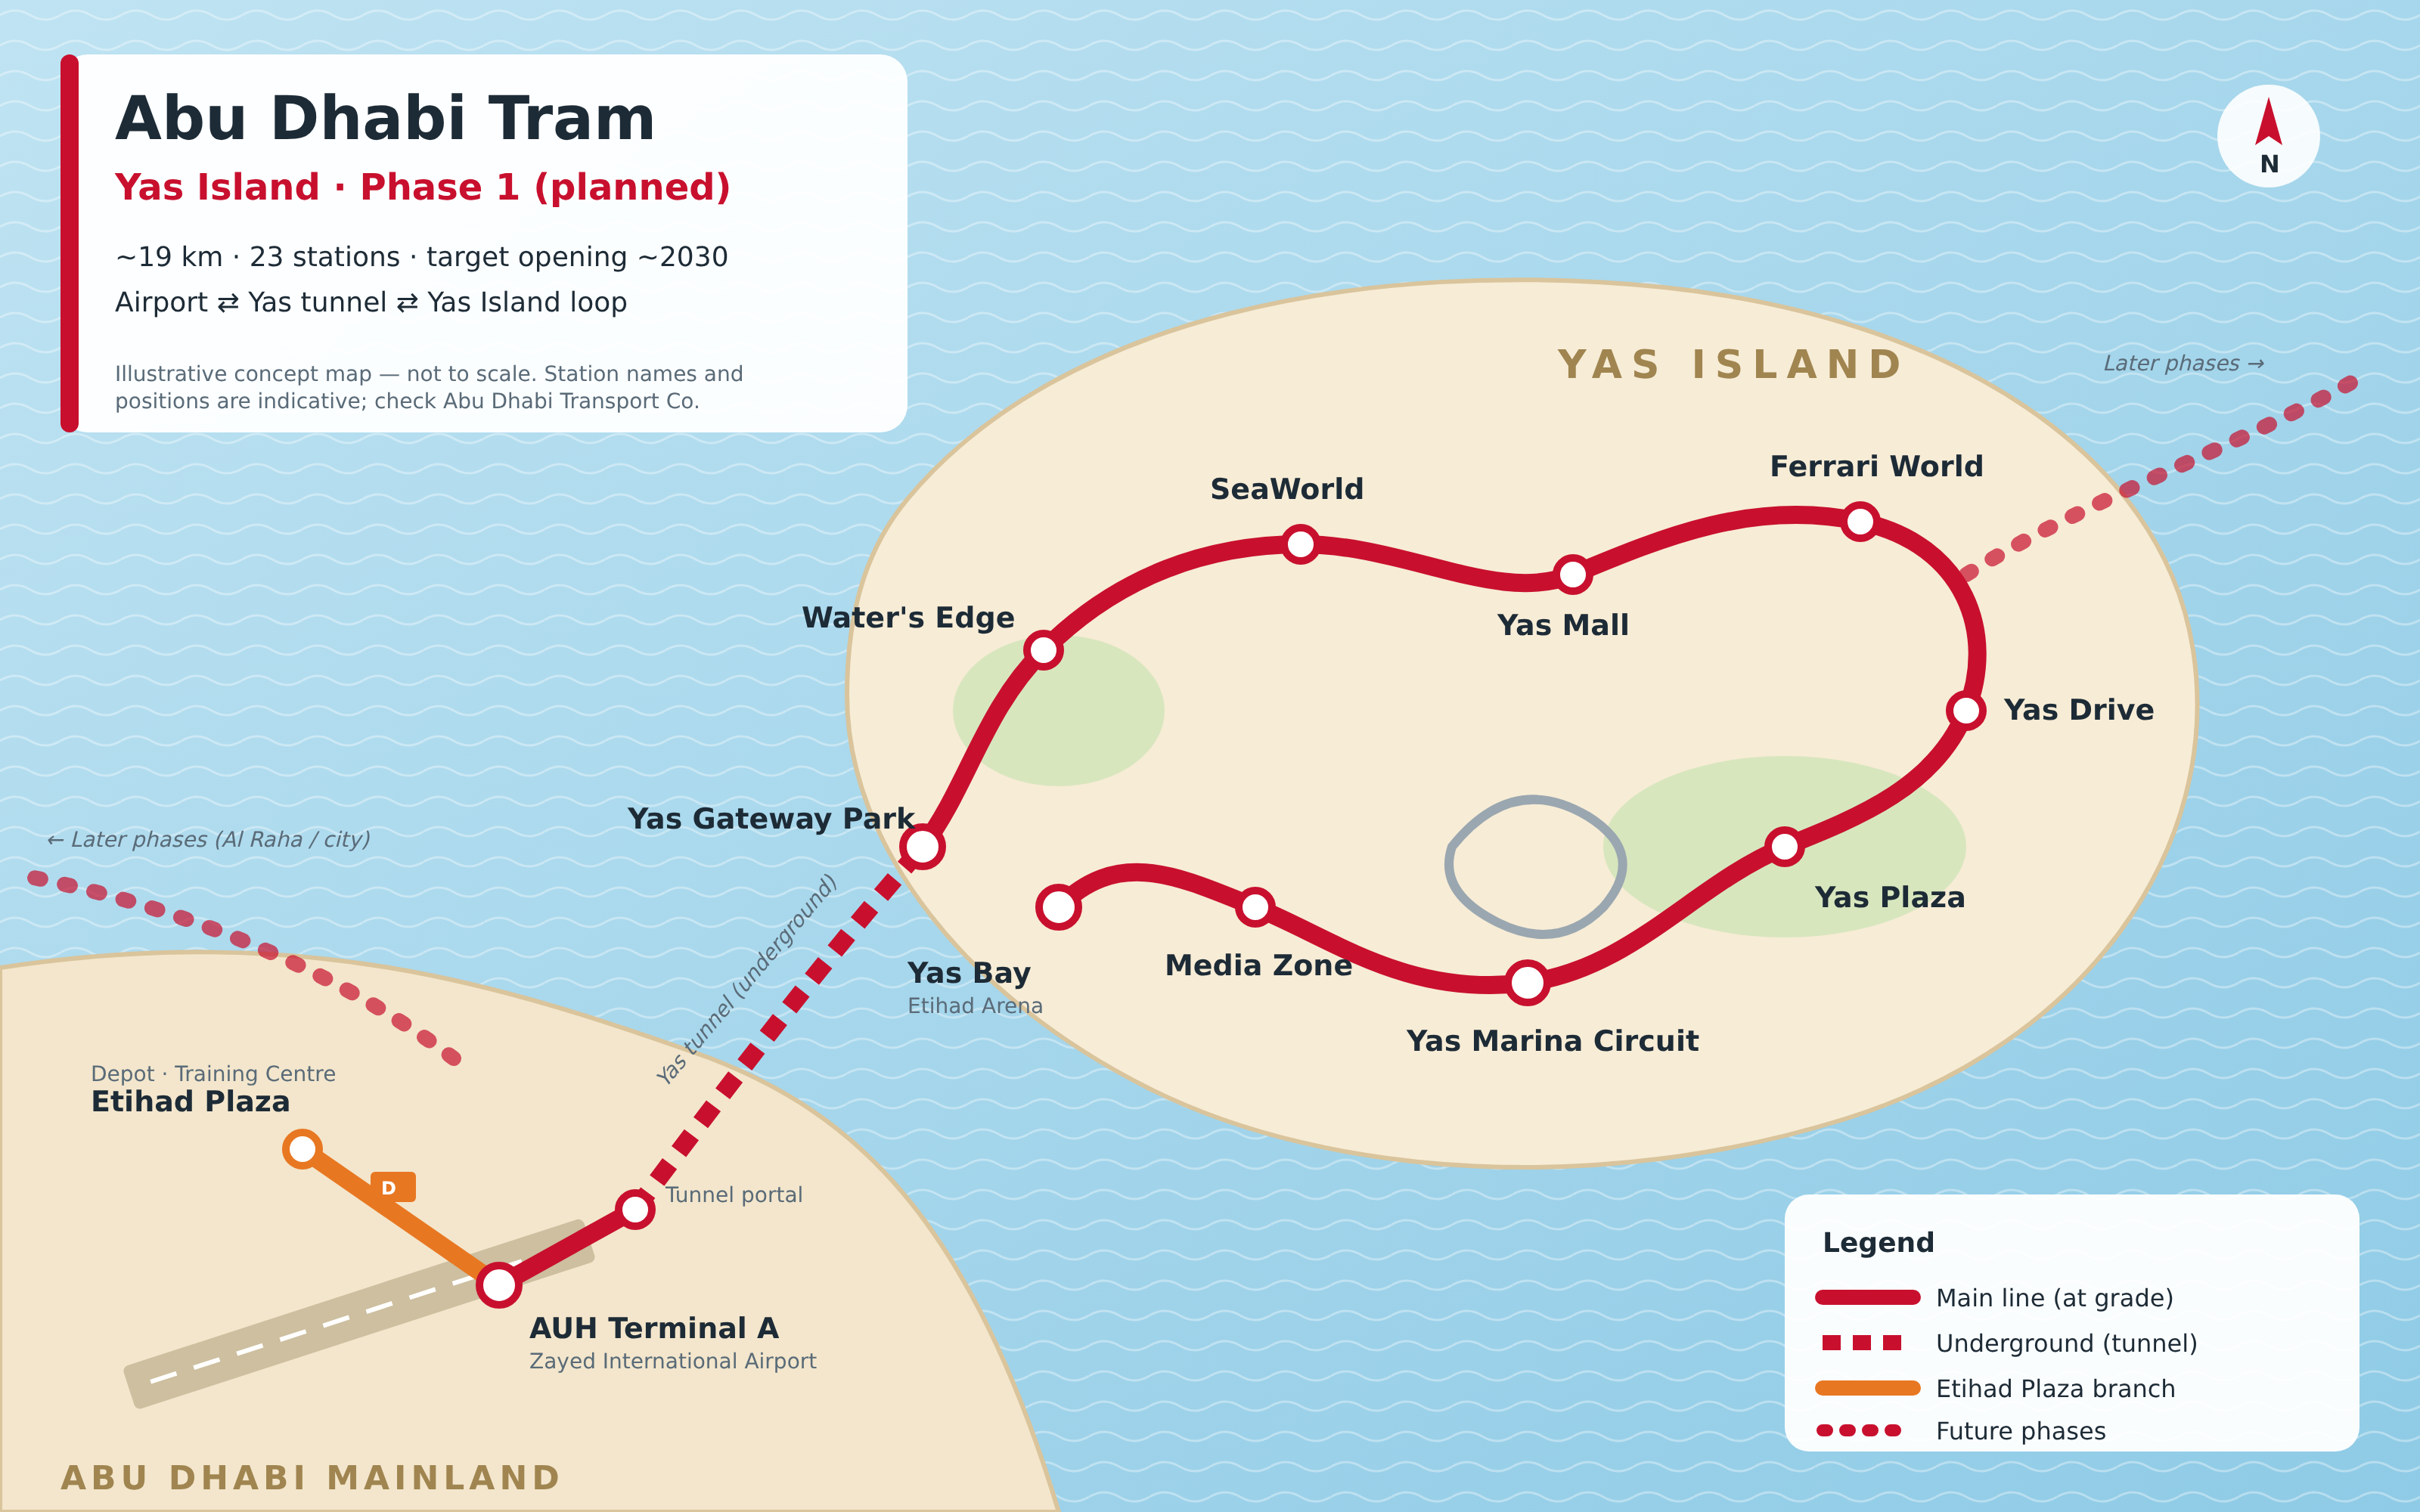 Abu Dhabi Tram
Yas Island · Phase 1 (planned)
~19 km · 23 stations · target opening ~2030
Airport ⇄ Yas tunnel ⇄ Yas Island loop
Illustrative concept map — not to scale. Station names and
positions are indicative; check Abu Dhabi Transport Co.
N
YAS ISLAND
Later phases →
Ferrari World
SeaWorld
Water's Edge
Yas Mall
Yas Drive
Yas Gateway Park
← Later phases (Al Raha / city)
Yas Plaza
Yas tunnel (underground)
Yas Bay
Etihad Arena
Media Zone
Yas Marina Circuit
Depot · Training Centre
Etihad Plaza
D
Tunnel portal
AUH Terminal A
Zayed International Airport
ABU DHABI MAINLAND
Legend
Main line (at grade)
Underground (tunnel)
Etihad Plaza branch
Future phases